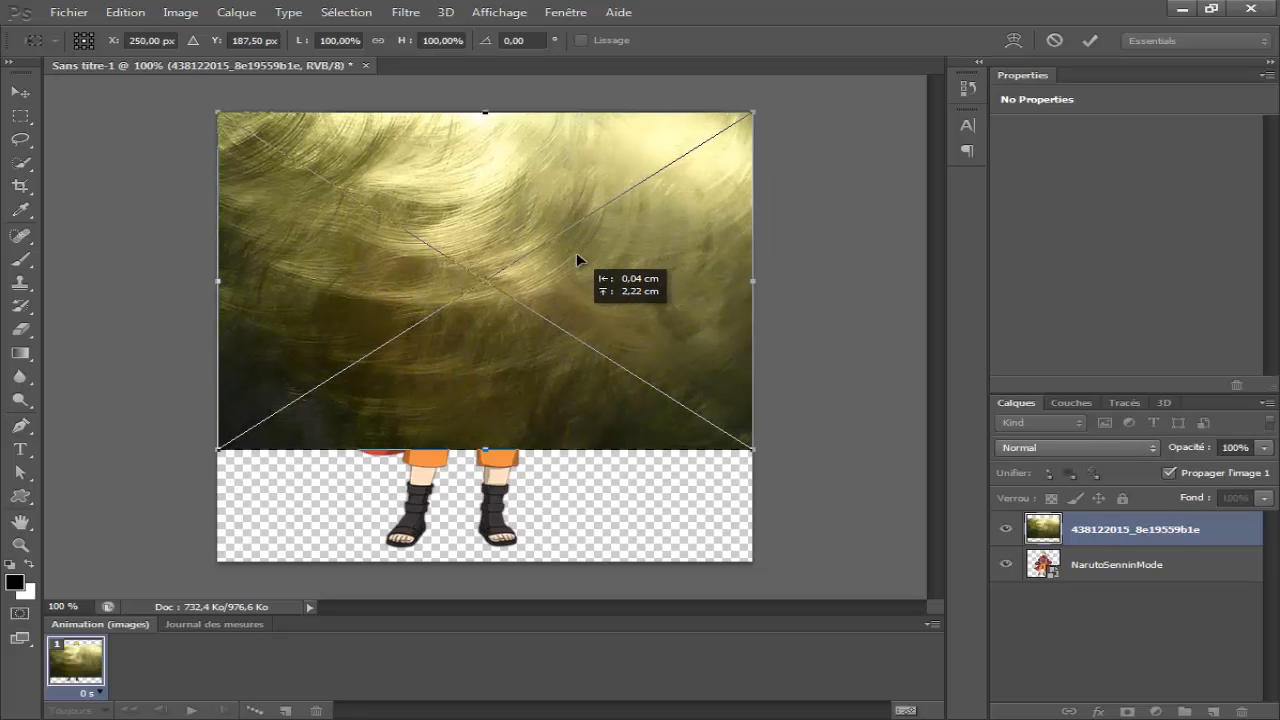 Ps Fichier Edition Image Calque Type Sélection Filtre 3D Affichage Fenêtre Aide
X: 250,00 px Y: 187,50 px L: 100,00% H: 100,00% 0,00 ° Lissage Essentials
Sans titre-1 @ 100% (438122015_8e19559b1e, RVB/8) * ×
Properties
No Properties
0,04 cm
2,22 cm
Calques Couches Tracés 3D
Kind
Normal Opacité : 100%
Unifier: Propager l'image 1
Verrou : Fond : 100%
438122015_8e19559b1e
NarutoSenninMode
100 % Doc : 732,4 Ko/976,6 Ko
Animation (images) Journal des mesures
1
0 s
Toujours